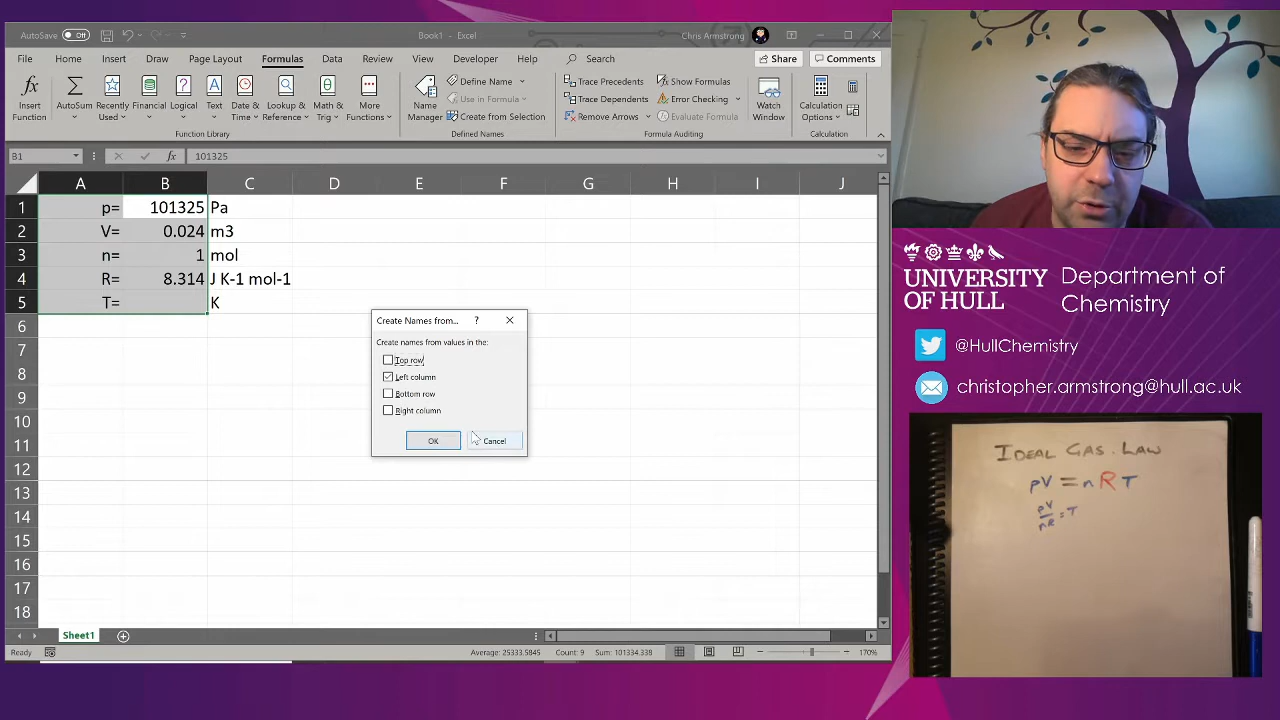 AutoSave Off
Book1 - Excel
Chris Armstrong
File Home Insert Draw Page Layout Formulas Data Review View Developer Help Search Share Comments
Insert Function
AutoSum
Recently Used
Financial
Logical
Text
Date & Time
Lookup & Reference
Math & Trig
More Functions
Function Library
Name Manager
Define Name
Use in Formula
Create from Selection
Defined Names
Trace Precedents
Trace Dependents
Remove Arrows
Show Formulas
Error Checking
Evaluate Formula
Formula Auditing
Watch Window
Calculation Options
Calculation
B1 fx 101325
A B C D E F G H I J
1 p= 101325 Pa
2 V= 0.024 m3
3 n= 1 mol
4 R= 8.314 J K-1 mol-1
5 T= K
6
7
8
9
10
11
12
13
14
15
16
17
18
Create Names from... ?
Create names from values in the:
Top row
Left column
Bottom row
Right column
OK Cancel
Sheet1
Ready
Average: 25333.5845 Count: 9 Sum: 101334.338
170%
UNIVERSITY OF HULL
Department of Chemistry
@HullChemistry
christopher.armstrong@hull.ac.uk
IDEAL GAS LAW
pV = nRT
pV/nR = T